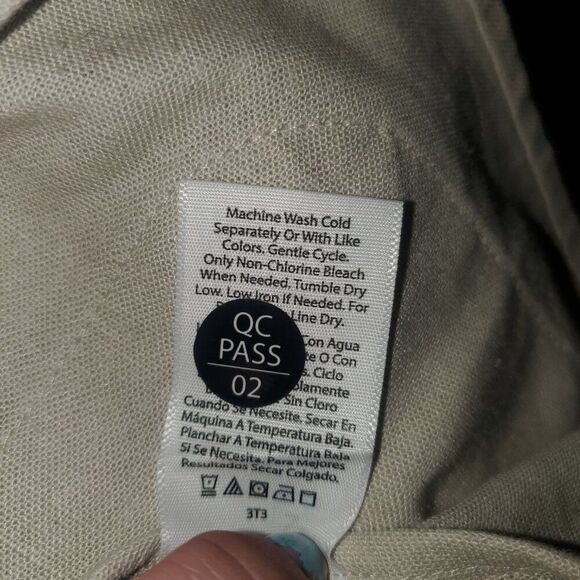 Machine Wash Cold
Separately Or With Like
Colors. Gentle Cycle.
Only Non-Chlorine Bleach
When Needed. Tumble Dry
Low. Low Iron If Needed. For
Line Dry.
Con Agua
O Con
Ciclo
Sin Cloro
Cuando Se Necesite. Secar En
Máquina A Temperatura Baja.
Planchar A Temperatura Baja
Si Se Necesita. Para Mejores
Resultados Secar Colgado.
3T3
QC
PASS
02